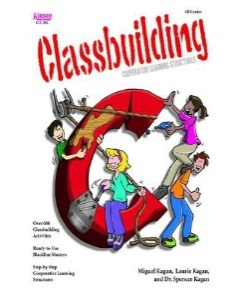 Kagan
All Grades
Classbuilding
COOPERATIVE LEARNING STRUCTURES
Over 600
Classbuilding
Activities
Ready-to-Use
Blackline Masters
Step-by-Step
Cooperative Learning
Structures
Miguel Kagan, Laurie Kagan,
and Dr. Spencer Kagan